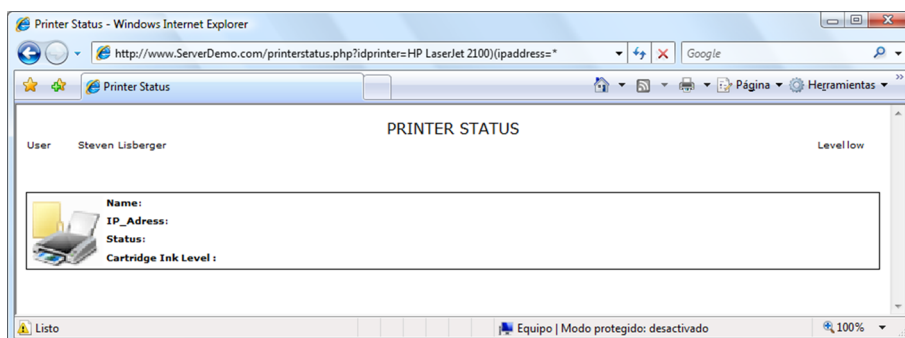 Printer Status - Windows Internet Explorer
http://www.ServerDemo.com/printerstatus.php?idprinter=HP LaserJet 2100)(ipaddress=*
Google
Printer Status
Página
Herramientas
PRINTER STATUS
User Steven Lisberger Level low
Name:
IP_Adress:
Status:
Cartridge Ink Level :
Listo
Equipo | Modo protegido: desactivado
100%